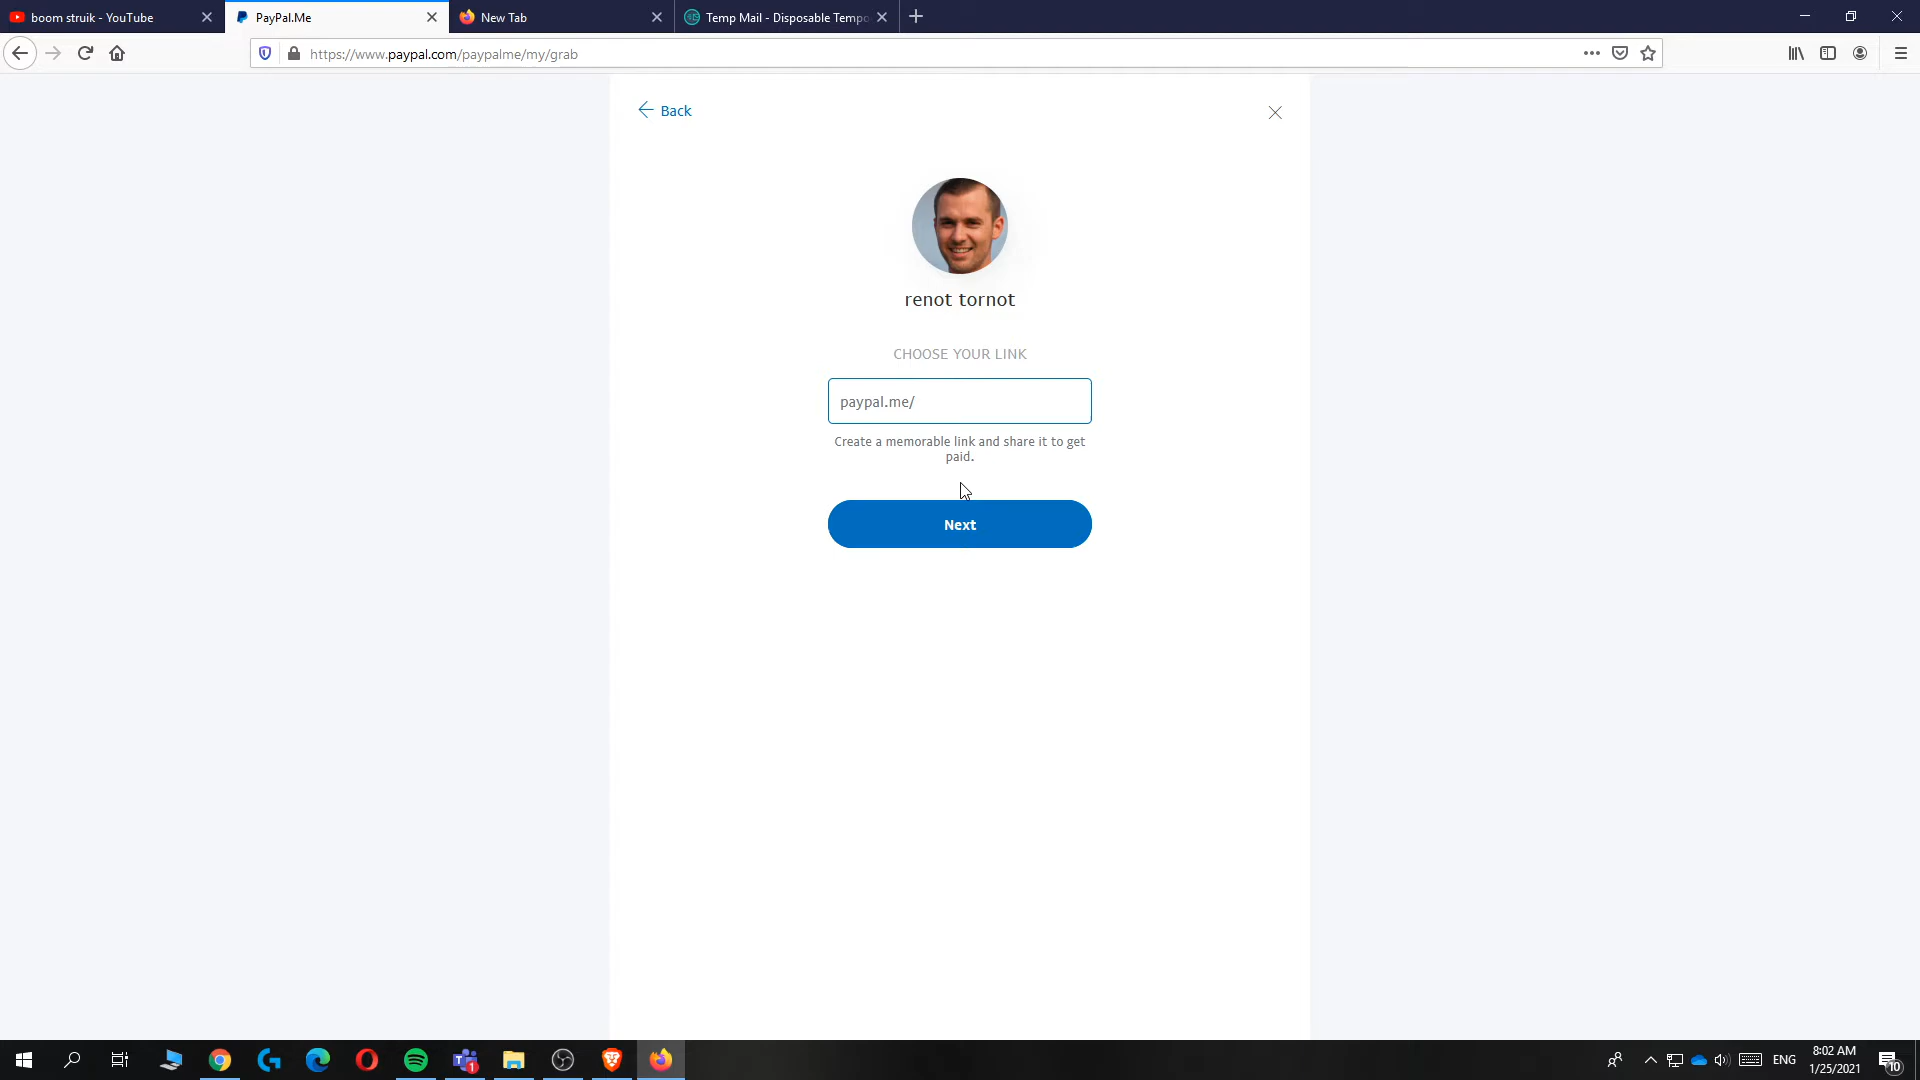 boom struik - YouTube
PayPal.Me
New Tab
Temp Mail - Disposable Tempo
https://www.paypal.com/paypalme/my/grab
Back
renot tornot
CHOOSE YOUR LINK
paypal.me/
Create a memorable link and share it to get
paid.
Next
1
ENG
8:02 AM
1/25/2021
10